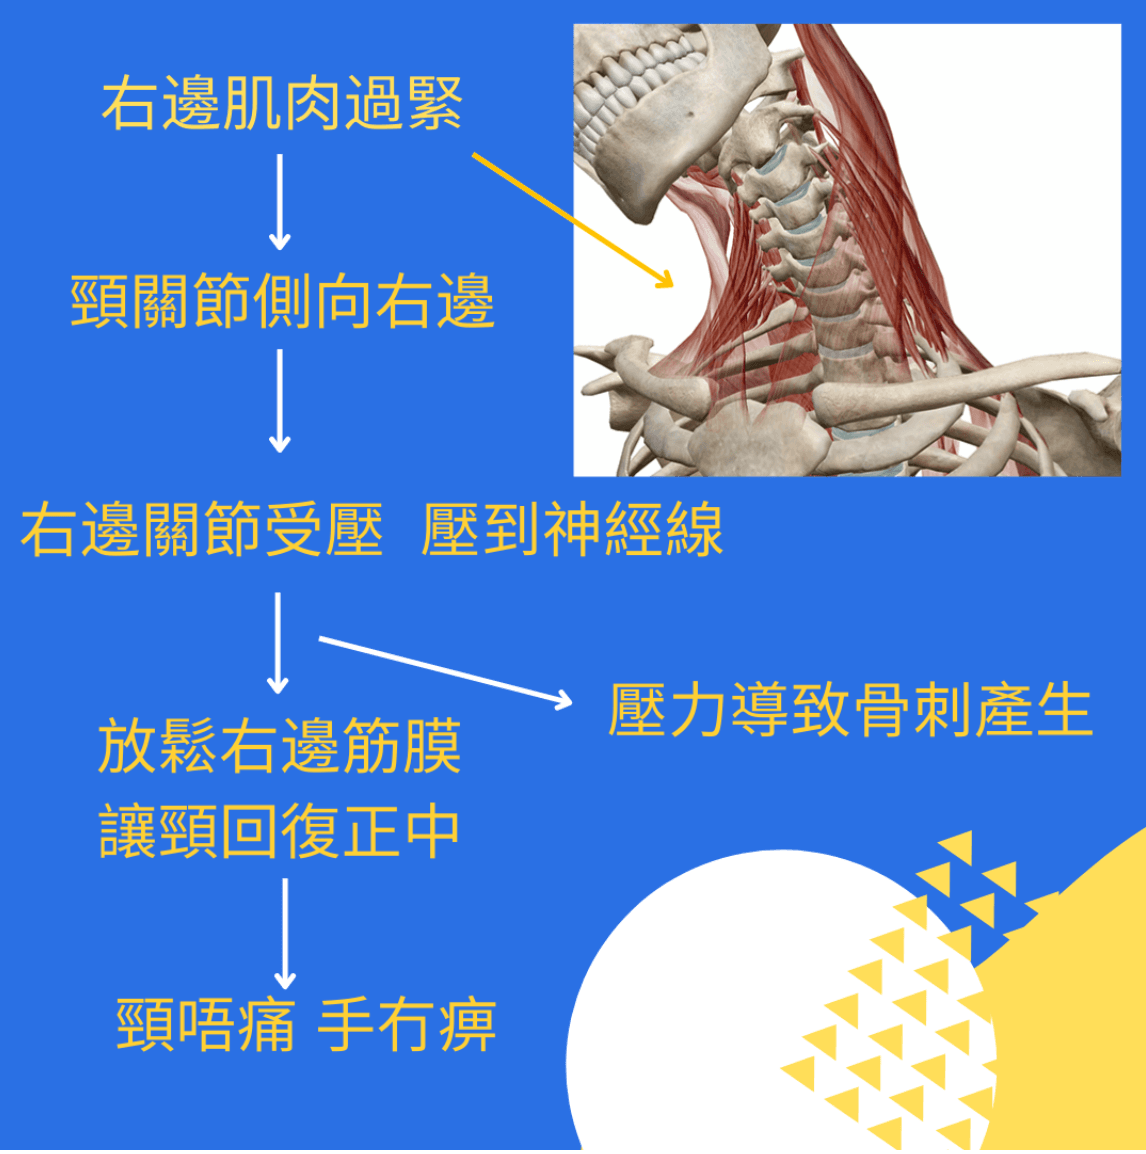 右邊肌肉過緊
頸關節側向右邊
右邊關節受壓 壓到神經線
壓力導致骨刺產生
放鬆右邊筋膜
讓頸回復正中
頸唔痛 手冇痹